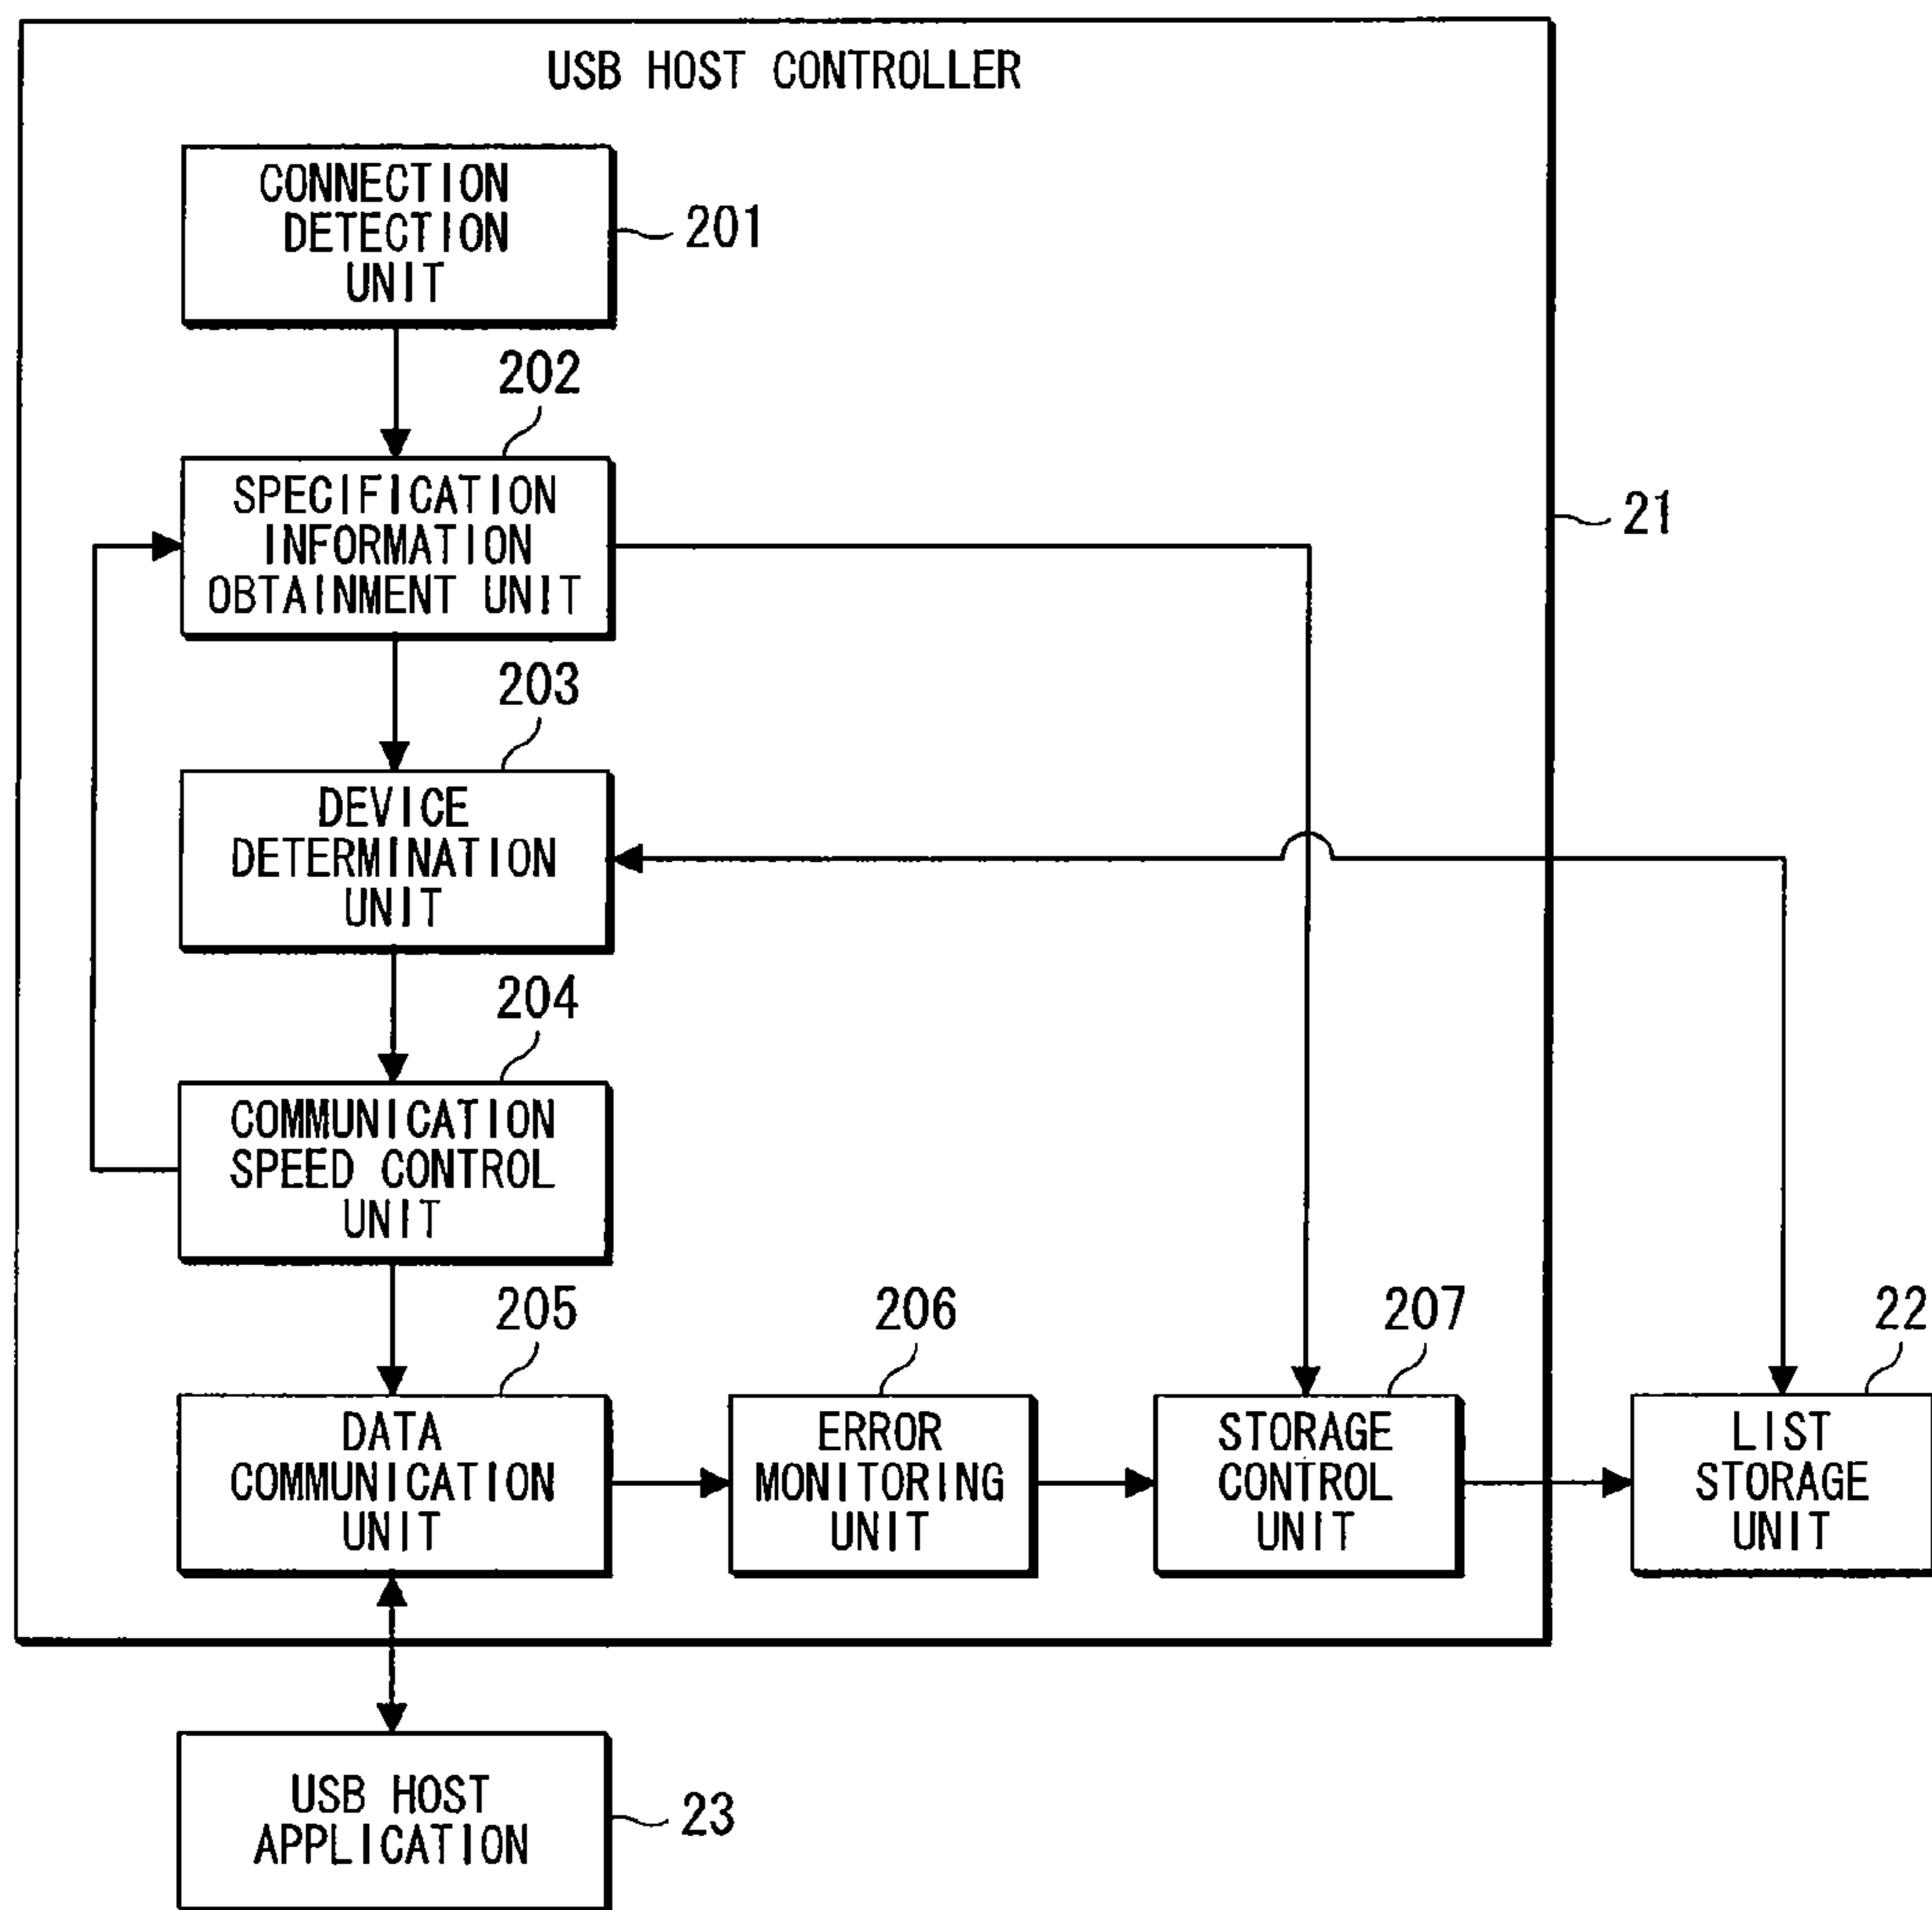 USB HOST CONTROLLER
CONNECTION
DETECTION
UNIT
201
202
SPECIFICATION
INFORMATION
OBTAINMENT UNIT
21
203
DEVICE
DETERMINATION
UNIT
204
COMMUNICATION
SPEED CONTROL
UNIT
205
206
207
22
DATA
COMMUNICATION
UNIT
ERROR
MONITORING
UNIT
STORAGE
CONTROL
UNIT
LIST
STORAGE
UNIT
USB HOST
APPLICATION
23